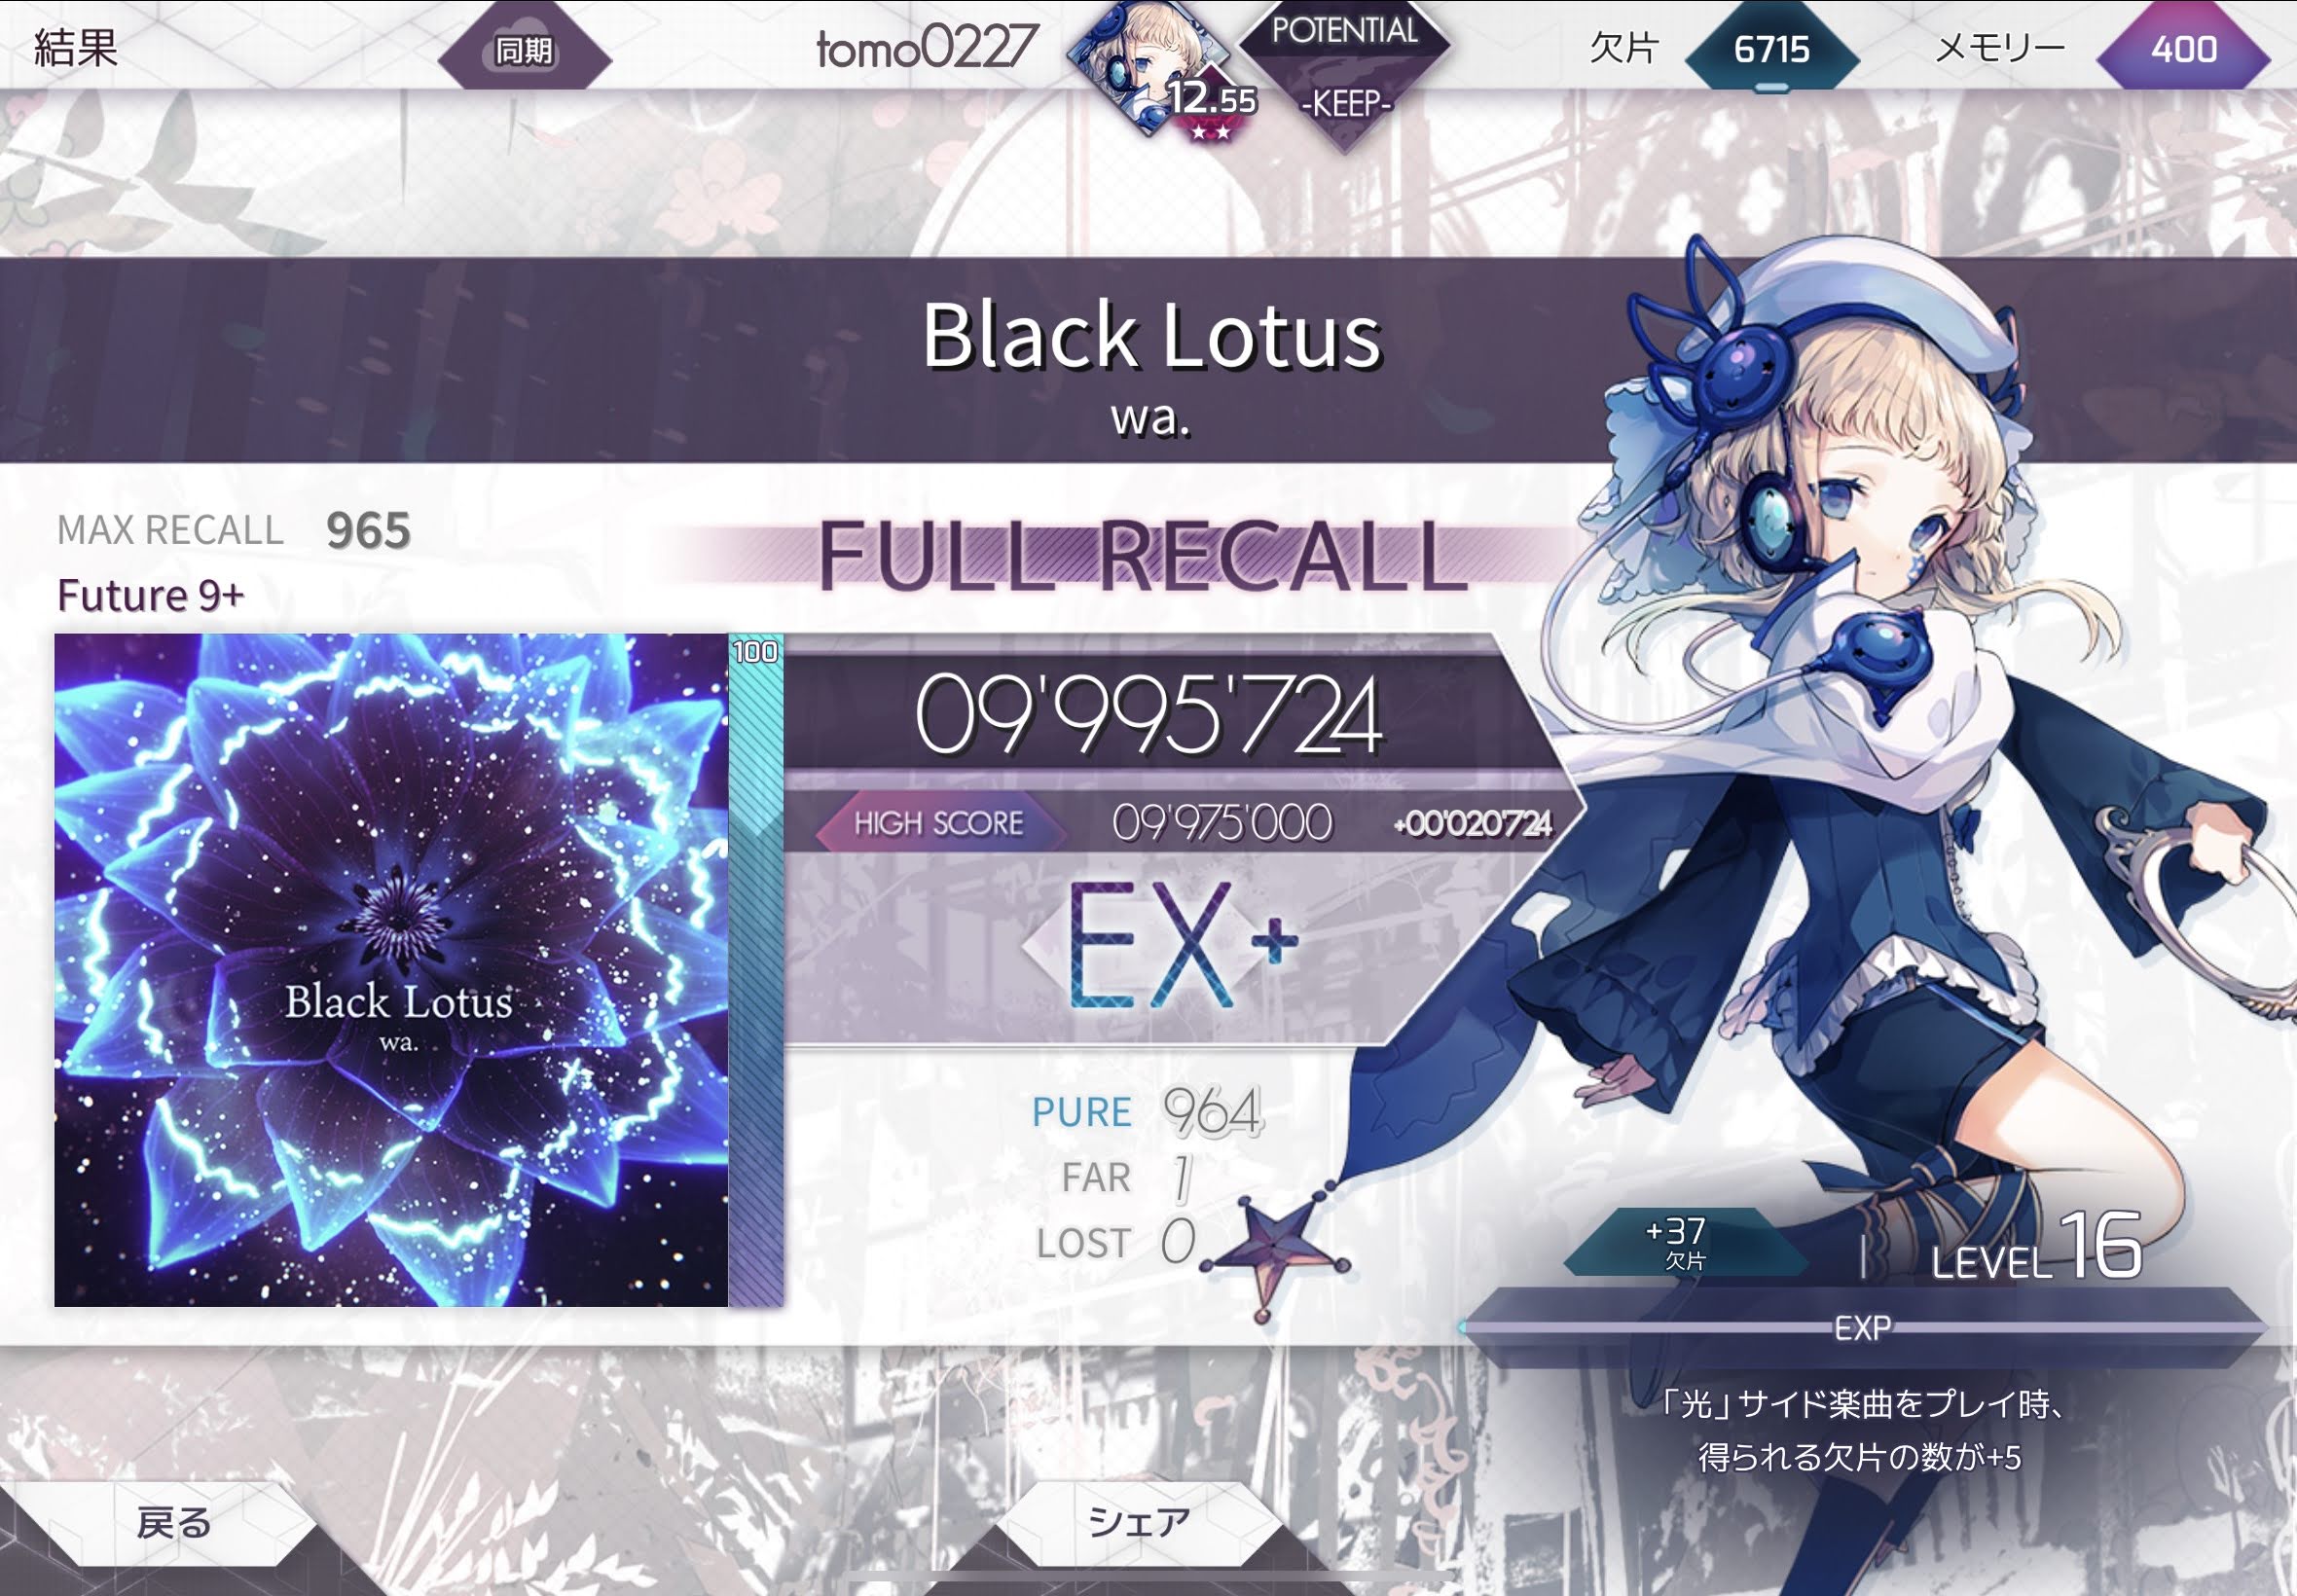 結果
同期
tomo0227
12.55
POTENTIAL
-KEEP-
欠片 6715
メモリー 400
Black Lotus
wa.
MAX RECALL 965
Future 9+
FULL RECALL
100
09'995'724
HIGH SCORE 09'975'000 +00'020'724
EX+
Black Lotus
wa.
PURE 964
FAR 1
LOST 0
+37
欠片
LEVEL 16
EXP
「光」サイド楽曲をプレイ時、
得られる欠片の数が+5
戻る
シェア